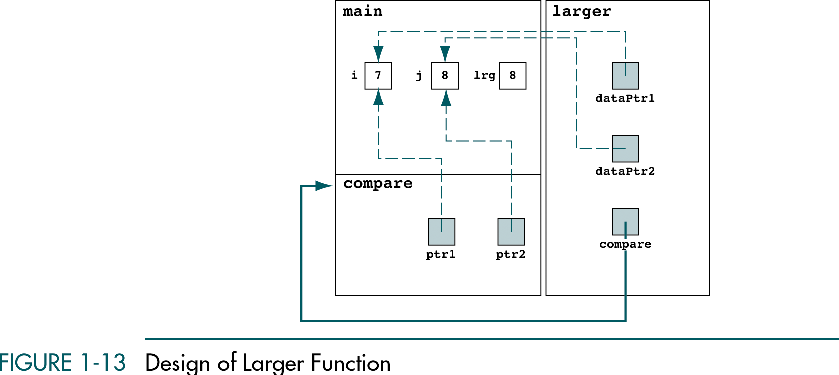 main larger
i 7 j 8 lrg 8
dataPtr1
dataPtr2
compare
compare
ptr1 ptr2
FIGURE 1-13 Design of Larger Function